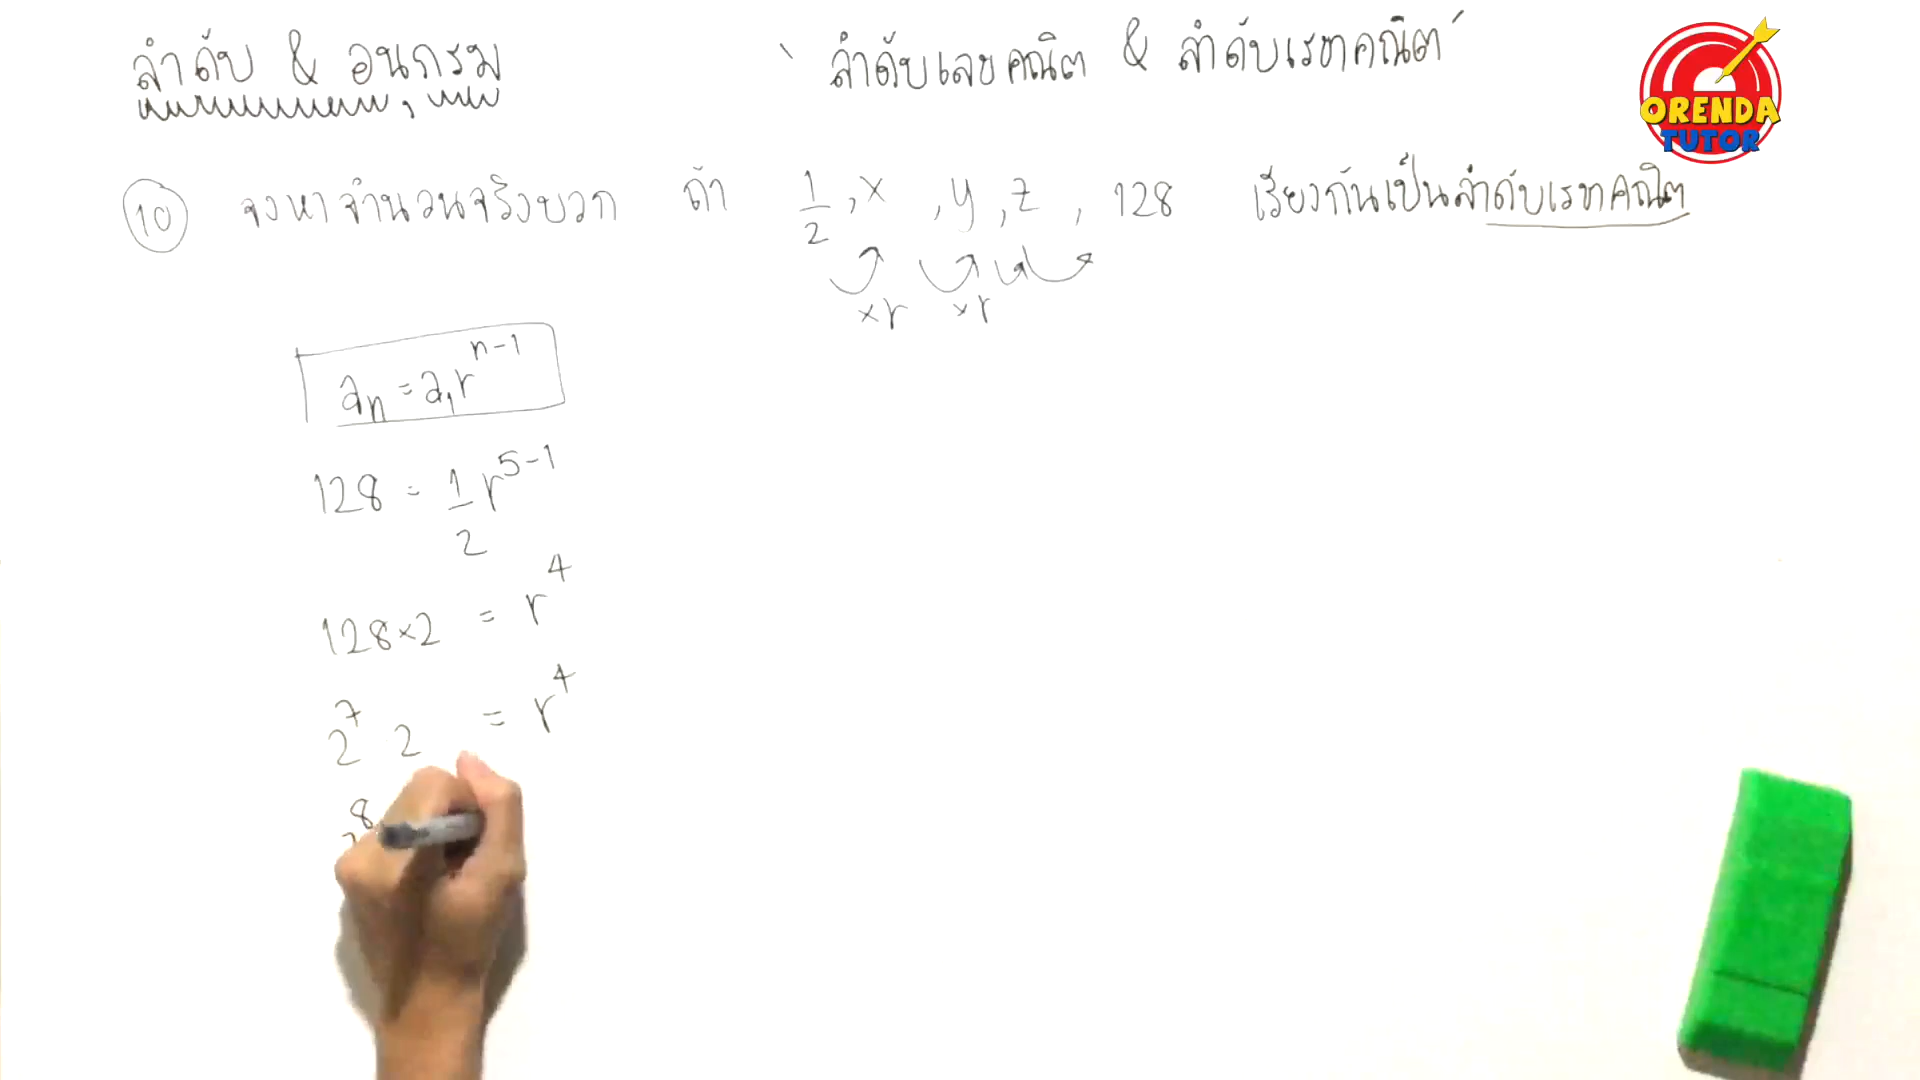 ลำดับ & อนุกรม
ลำดับเลขคณิต & ลำดับเรขาคณิต
ORENDA
TUTOR
10 จงหาจำนวนจริงบวก ถ้า 1/2, x, y, z, 128 เรียงกันเป็นลำดับเรขาคณิต
×r ×r
aₙ = a₁rⁿ⁻¹
128 = 1/2 r⁵⁻¹
128×2 = r⁴
2⁷ 2 = r⁴
8